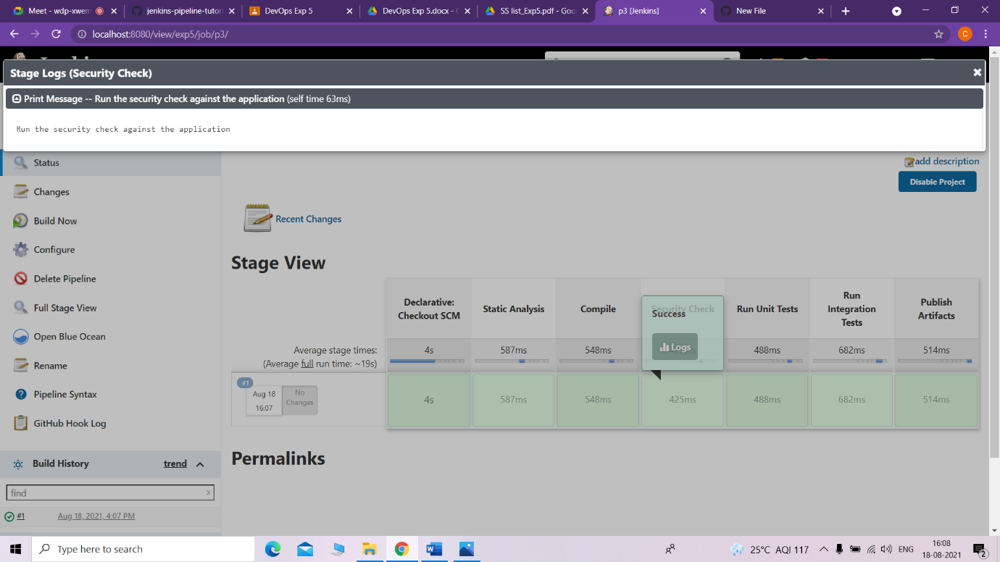 Meet - wdp-xwem
jenkins-pipeline-tutor
DevOps Exp 5
DevOps Exp 5.docx - G
SS list_Exp5.pdf - Goo
p3 [Jenkins]
New File
localhost:8080/view/exp5/job/p3/
C
Stage Logs (Security Check)
Print Message -- Run the security check against the application (self time 63ms)
Run the security check against the application
Status
add description
Disable Project
Changes
Build Now
Recent Changes
Configure
Delete Pipeline
Full Stage View
Open Blue Ocean
Rename
Pipeline Syntax
GitHub Hook Log
Stage View
Declarative: Checkout SCM
Static Analysis
Compile
Security Check
Run Unit Tests
Run Integration Tests
Publish Artifacts
Success
Logs
Average stage times:
(Average full run time: ~19s)
4s
587ms
548ms
488ms
682ms
514ms
#1
Aug 18
16:07
No Changes
4s
587ms
548ms
425ms
488ms
682ms
514ms
Permalinks
Build History
trend
find
x
#1
Aug 18, 2021, 4:07 PM
Type here to search
25°C AQI 117
ENG
16:08
18-08-2021
2